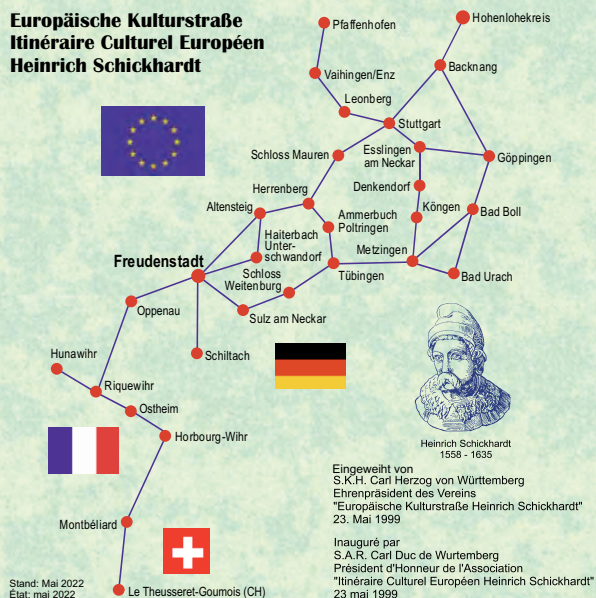 Europäische Kulturstraße
Itinéraire Culturel Européen
Heinrich Schickhardt
Pfaffenhofen
Hohenlohekreis
Vaihingen/Enz
Backnang
Leonberg
Stuttgart
Schloss Mauren
Esslingen
am Neckar
Göppingen
Herrenberg
Denkendorf
Altensteig
Ammerbuch
Poltringen
Köngen
Bad Boll
Haiterbach
Unter-
schwandorf
Metzingen
Freudenstadt
Schloss
Weitenburg
Tübingen
Bad Urach
Oppenau
Sulz am Neckar
Hunawihr
Schiltach
Riquewihr
Ostheim
Horbourg-Wihr
Montbéliard
Le Theusseret-Goumois (CH)
Heinrich Schickhardt
1558 - 1635
Eingeweiht von
S.K.H. Carl Herzog von Württemberg
Ehrenpräsident des Vereins
"Europäische Kulturstraße Heinrich Schickhardt"
23. Mai 1999
Inauguré par
S.A.R. Carl Duc de Wurtemberg
Président d'Honneur de l'Association
"Itinéraire Culturel Européen Heinrich Schickhardt"
23 mai 1999
Stand: Mai 2022
État: mai 2022